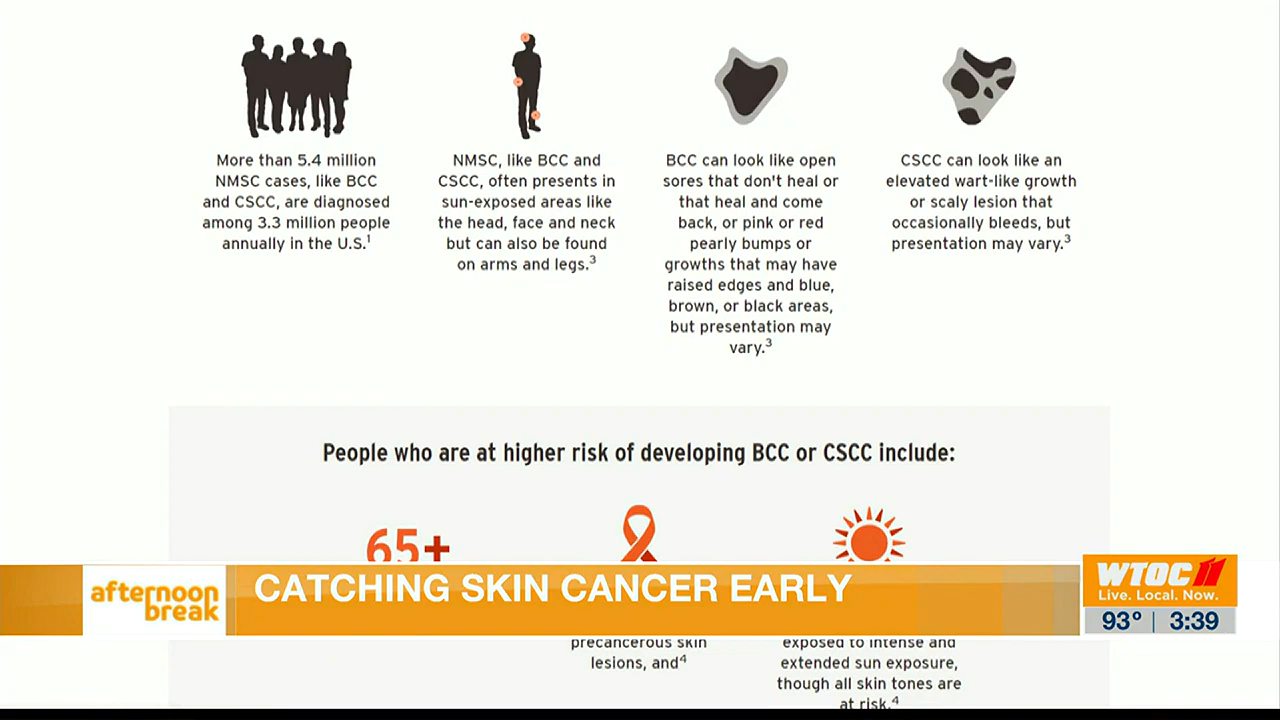 More than 5.4 million
NMSC cases, like BCC
and CSCC, are diagnosed
among 3.3 million people
annually in the U.S.¹
NMSC, like BCC and
CSCC, often presents in
sun-exposed areas like
the head, face and neck
but can also be found
on arms and legs.³
BCC can look like open
sores that don't heal or
that heal and come
back, or pink or red
pearly bumps or
growths that may have
raised edges and blue,
brown, or black areas,
but presentation may
vary.³
CSCC can look like an
elevated wart-like growth
or scaly lesion that
occasionally bleeds, but
presentation may vary.³
People who are at higher risk of developing BCC or CSCC include:
65+
precancerous skin
lesions, and⁴
exposed to intense and
extended sun exposure,
though all skin tones are
at risk.⁴
afternoon
break
CATCHING SKIN CANCER EARLY
WTOC 11
Live. Local. Now.
93° | 3:39